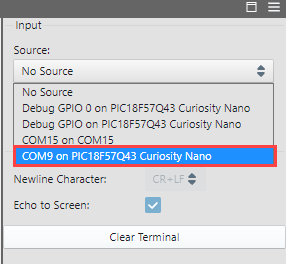 Input
Source:
No Source
No Source
Debug GPIO 0 on PIC18F57Q43 Curiosity Nano
Debug GPIO on PIC18F57Q43 Curiosity Nano
COM15 on COM15
COM9 on PIC18F57Q43 Curiosity Nano
Newline Character: CR+LF
Echo to Screen:
Clear Terminal